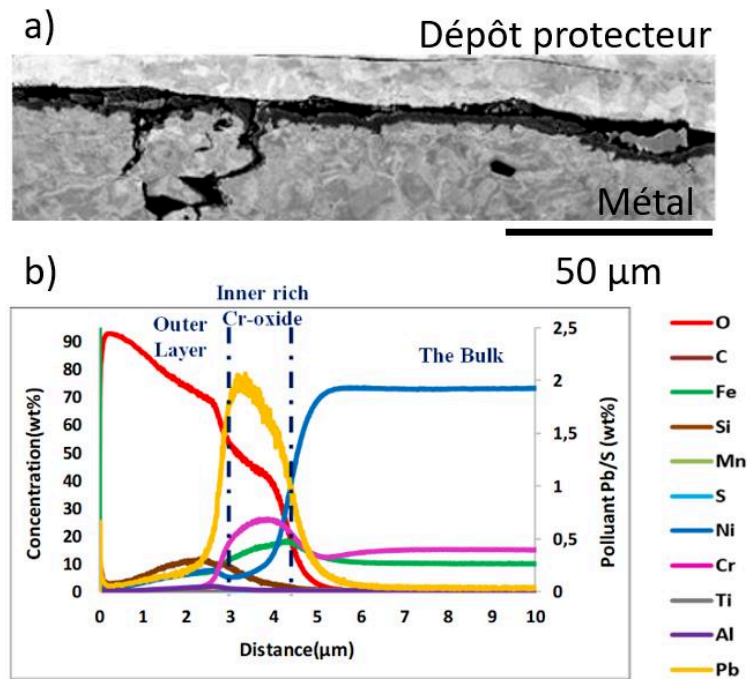 a)
Dépôt protecteur
Métal
b)
50 µm
Inner rich
Outer Cr-oxide
Layer
The Bulk
90
80
70
60
50
40
30
20
10
0
Concentration(wt%)
2,5
2
1,5
1
0,5
0
Polluant Pb/S (wt%)
0 1 2 3 4 5 6 7 8 9 10
Distance(µm)
O
C
Fe
Si
Mn
S
Ni
Cr
Ti
Al
Pb